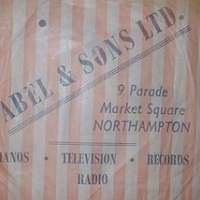 ABEL & SONS LTD.
9 Parade
Market Square
NORTHAMPTON
IANOS • TELEVISION • RECORDS
RADIO